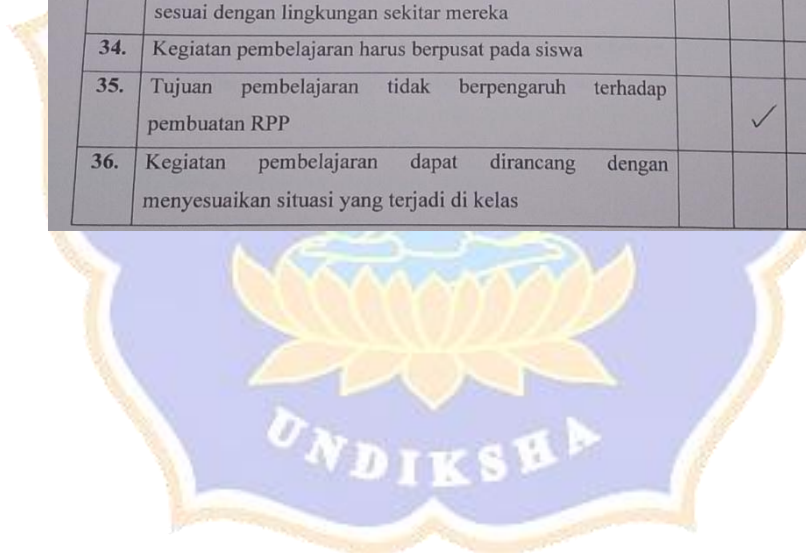 sesuai dengan lingkungan sekitar mereka
34. Kegiatan pembelajaran harus berpusat pada siswa
35. Tujuan pembelajaran tidak berpengaruh terhadap
pembuatan RPP
36. Kegiatan pembelajaran dapat dirancang dengan
menyesuaikan situasi yang terjadi di kelas
UNDIKSHA